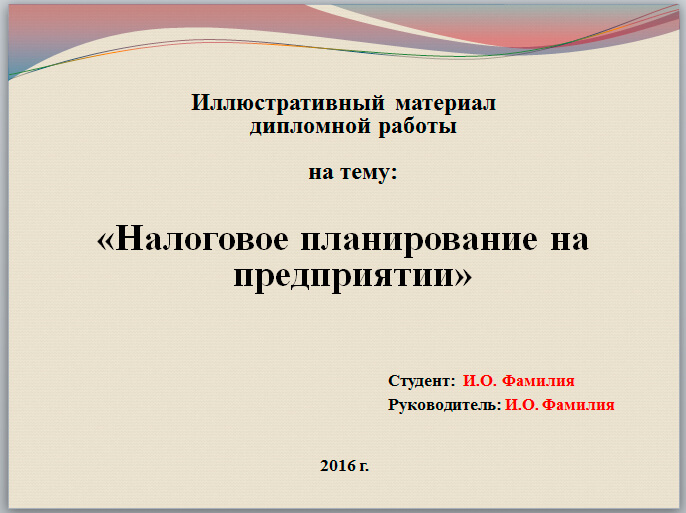 Иллюстративный материал
дипломной работы
на тему:
«Налоговое планирование на
предприятии»
Студент: И.О. Фамилия
Руководитель: И.О. Фамилия
2016 г.